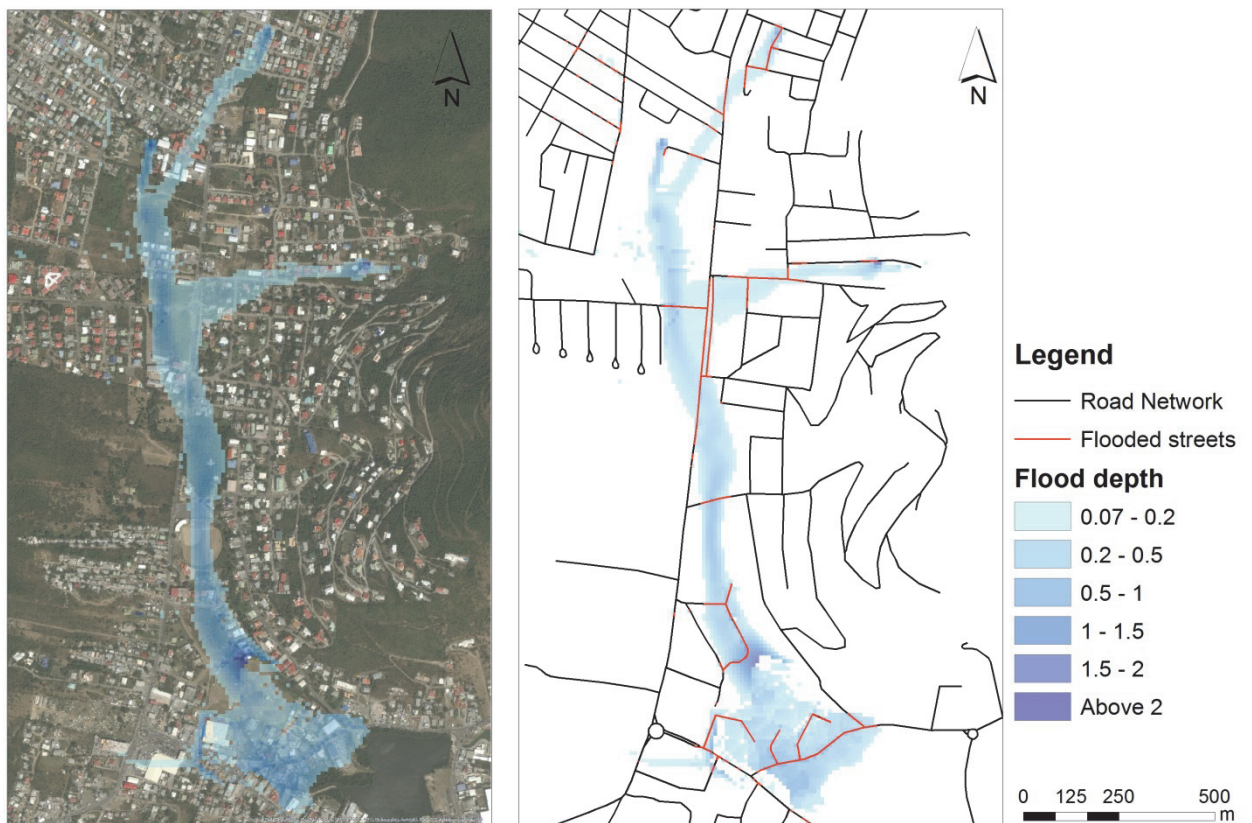 N
N
Legend
Road Network
Flooded streets
Flood depth
0.07 - 0.2
0.2 - 0.5
0.5 - 1
1 - 1.5
1.5 - 2
Above 2
0 125 250 500
m